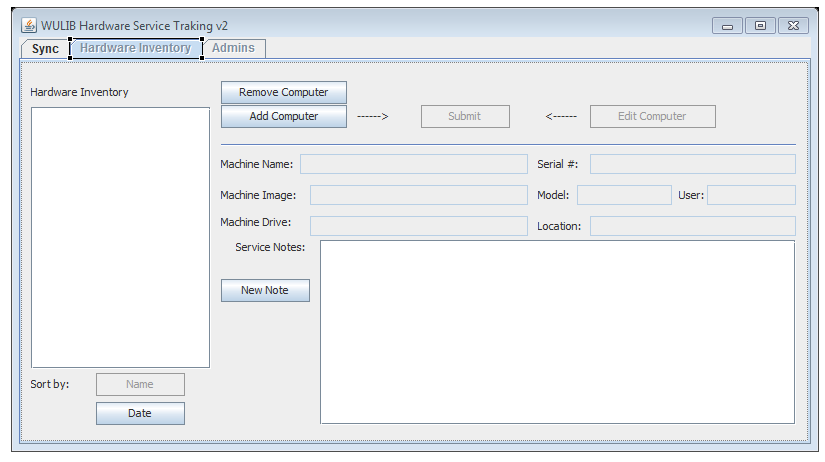 WULIB Hardware Service Traking v2
Sync Hardware Inventory Admins
Hardware Inventory
Remove Computer
Add Computer ------> Submit <------ Edit Computer
Machine Name: Serial #:
Machine Image: Model: User:
Machine Drive: Location:
Service Notes:
New Note
Sort by: Name
Date